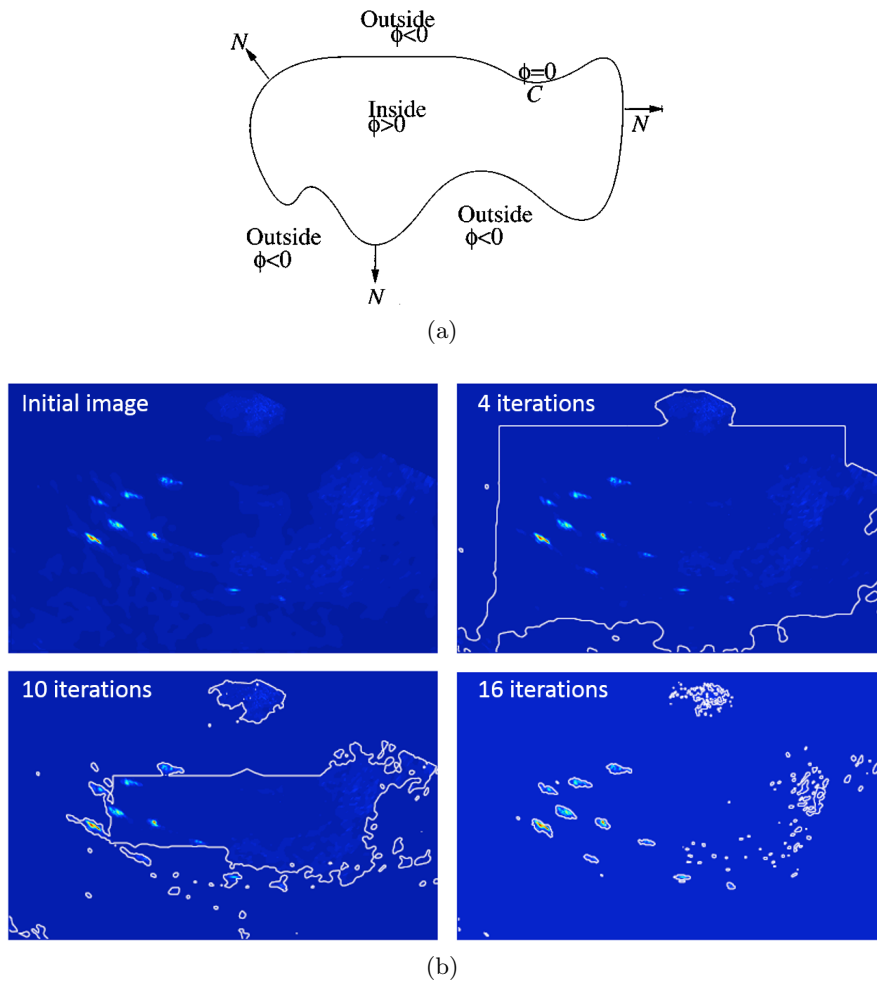 Outside
ϕ<0
N
ϕ=0
C
Inside
ϕ>0
N
Outside
ϕ<0
Outside
ϕ<0
N
(a)
Initial image
4 iterations
10 iterations
16 iterations
(b)